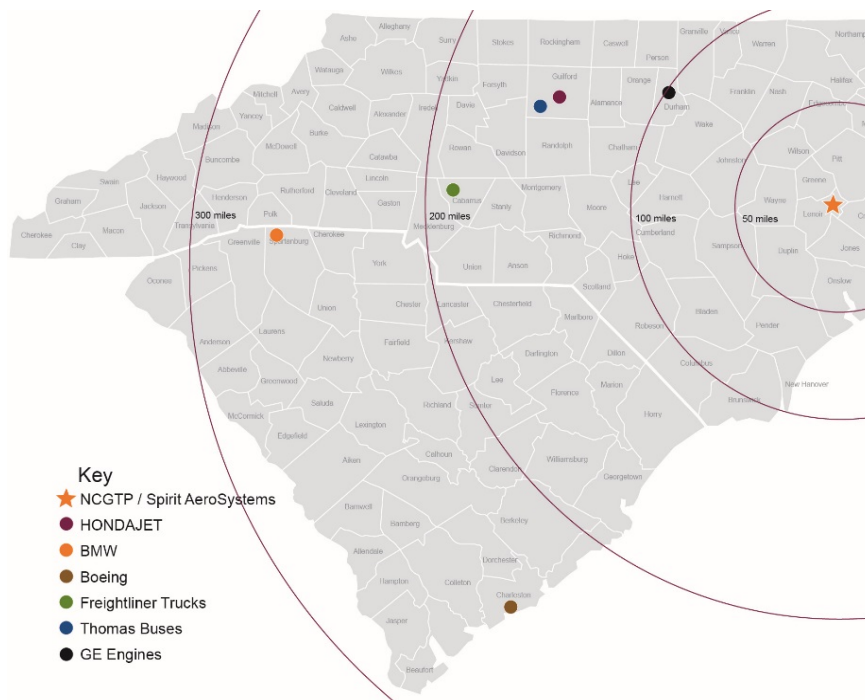 Alleghany
Ashe
Surry
Stokes
Rockingham
Caswell
Person
Granville
Vance
Warren
Northamp
Halifax
Watauga
Wilkes
Yadkin
Forsyth
Guilford
Alamance
Orange
Durham
Franklin
Nash
Edgecombe
Mitchell
Avery
Yancey
Caldwell
Alexander
Iredell
Davie
Madison
Burke
McDowell
Catawba
Rowan
Davidson
Randolph
Chatham
Wake
Johnston
Wilson
Pitt
Greene
Buncombe
Haywood
Swain
Graham
Jackson
Henderson
Rutherford
Cleveland
Lincoln
Gaston
Cabarrus
Stanly
Montgomery
Moore
Lee
Harnett
Wayne
Lenoir
300 miles
200 miles
100 miles
50 miles
Cherokee
Clay
Macon
Transylvania
Polk
Mecklenburg
Union
Anson
Richmond
Scotland
Hoke
Cumberland
Sampson
Duplin
Jones
Onslow
Greenville
Spartanburg
Cherokee
Pickens
Oconee
York
Union
Chester
Lancaster
Chesterfield
Marlboro
Robeson
Bladen
Pender
Columbus
New Hanover
Brunswick
Anderson
Laurens
Abbeville
Greenwood
Newberry
Fairfield
Kershaw
Darlington
Dillon
Lee
Florence
Marion
Horry
McCormick
Saluda
Edgefield
Lexington
Richland
Sumter
Aiken
Calhoun
Orangeburg
Clarendon
Williamsburg
Georgetown
Barnwell
Bamberg
Berkeley
Dorchester
Allendale
Hampton
Colleton
Charleston
Jasper
Beaufort
Key
NCGTP / Spirit AeroSystems
HONDAJET
BMW
Boeing
Freightliner Trucks
Thomas Buses
GE Engines